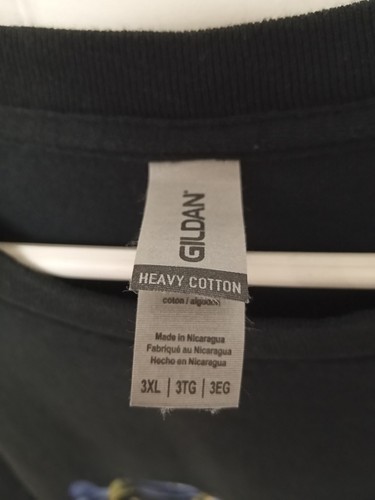 GILDAN
HEAVY COTTON
coton / algodón
Made in Nicaragua
Fabriqué au Nicaragua
Hecho en Nicaragua
3XL | 3TG | 3EG